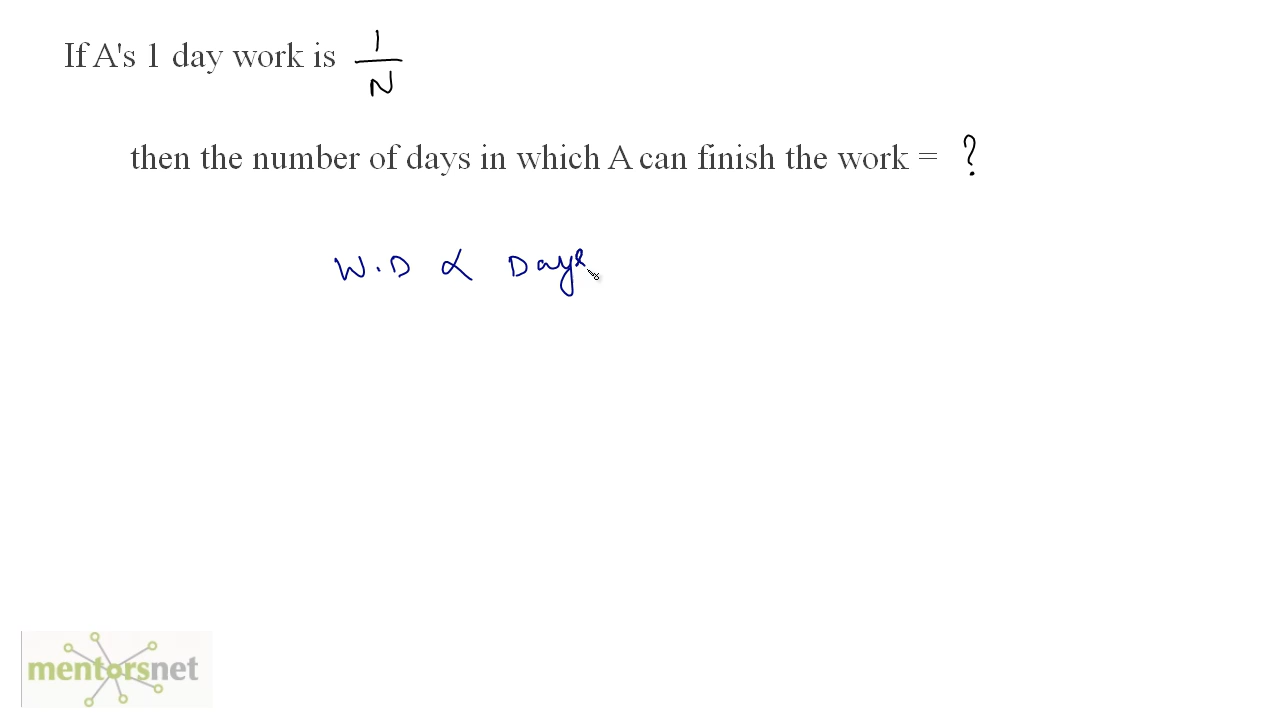 If A's 1 day work is 1/N
then the number of days in which A can finish the work = ?
W.D ∝ Days
mentorsnet